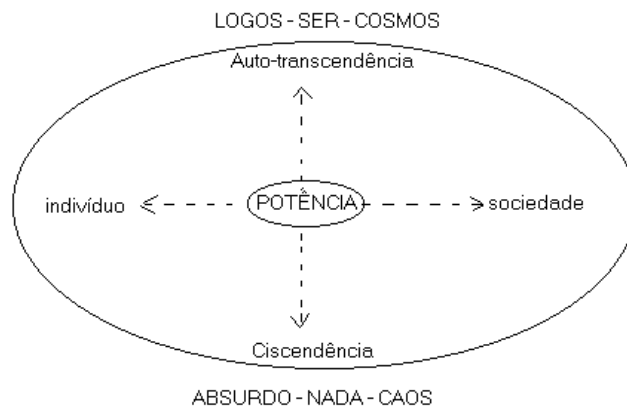 LOGOS - SER - COSMOS
Auto-transcendência
indivíduo POTÊNCIA sociedade
Ciscendência
ABSURDO - NADA - CAOS